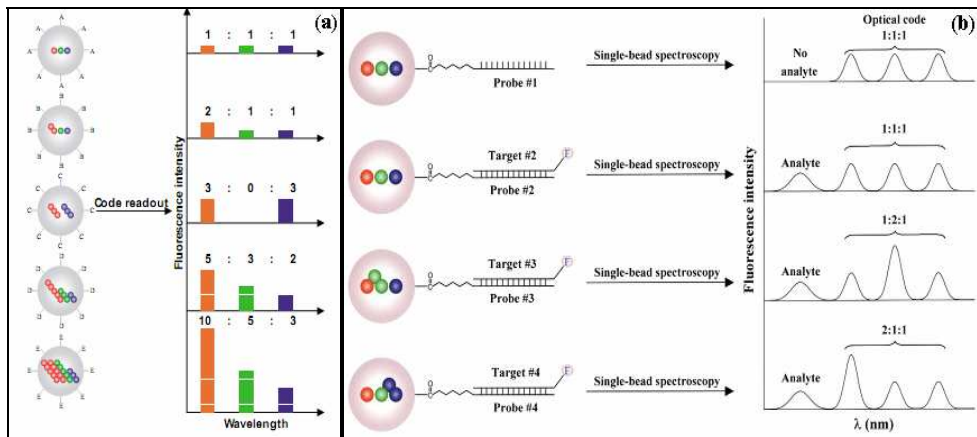 (a)
A A A A A A A A
B B B B B B B B
C C C C C C C C
D D D D D D D D
E E E E E E E E
Code readout
Fluorescence intensity
1 : 1 : 1
2 : 1 : 1
3 : 0 : 3
5 : 3 : 2
10 : 5 : 3
Wavelength
(b)
O
C
Probe #1
Single-bead spectroscopy
O
C
Target #2
F
Probe #2
Single-bead spectroscopy
O
C
Target #3
F
Probe #3
Single-bead spectroscopy
O
C
Target #4
F
Probe #4
Single-bead spectroscopy
Fluorescence intensity
Optical code
1:1:1
No
analyte
1:1:1
Analyte
1:2:1
Analyte
2:1:1
Analyte
λ (nm)